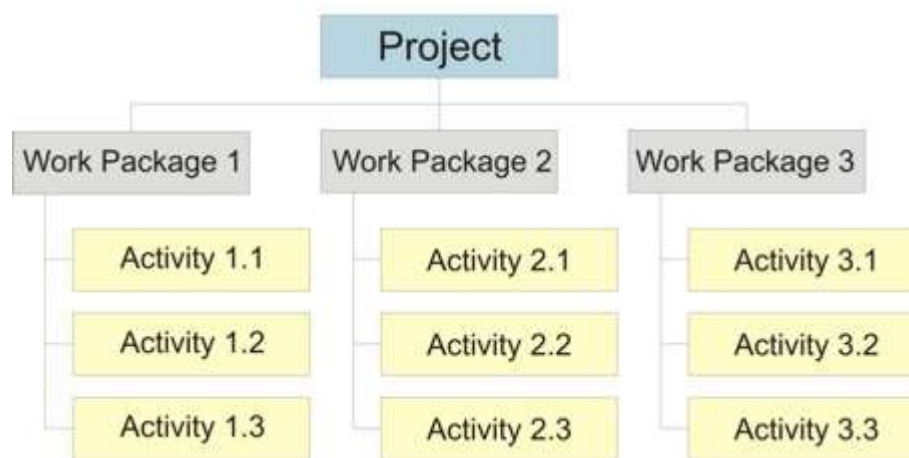 Project
Work Package 1
Work Package 2
Work Package 3
Activity 1.1
Activity 2.1
Activity 3.1
Activity 1.2
Activity 2.2
Activity 3.2
Activity 1.3
Activity 2.3
Activity 3.3